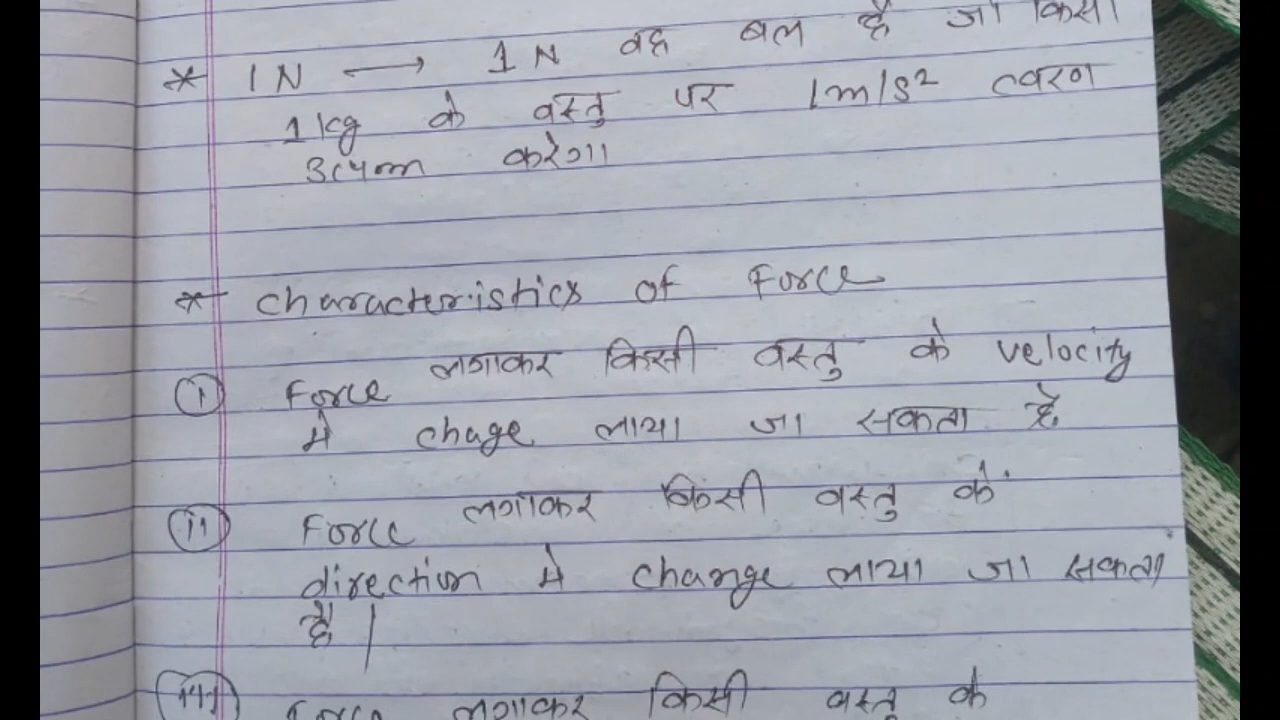 * 1N → 1N वह बल है जो किसी
1kg के वस्तु पर 1m/s² त्वरण
उत्पन्न करेगा
* Characteristics of Force
(i) Force लगाकर किसी वस्तु के velocity
मे chage लाया जा सकता है
(ii) Force लगाकर किसी वस्तु के
direction मे change लाया जा सकता
है |
(iii) Force लगाकर किसी वस्तु के